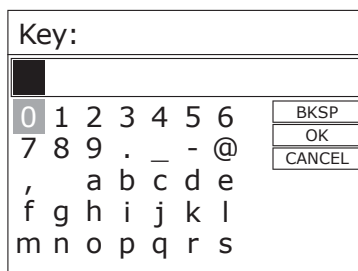 Key:
0 1 2 3 4 5 6
BKSP
7 8 9 . _ - @
OK
CANCEL
, a b c d e
f g h i j k l
m n o p q r s